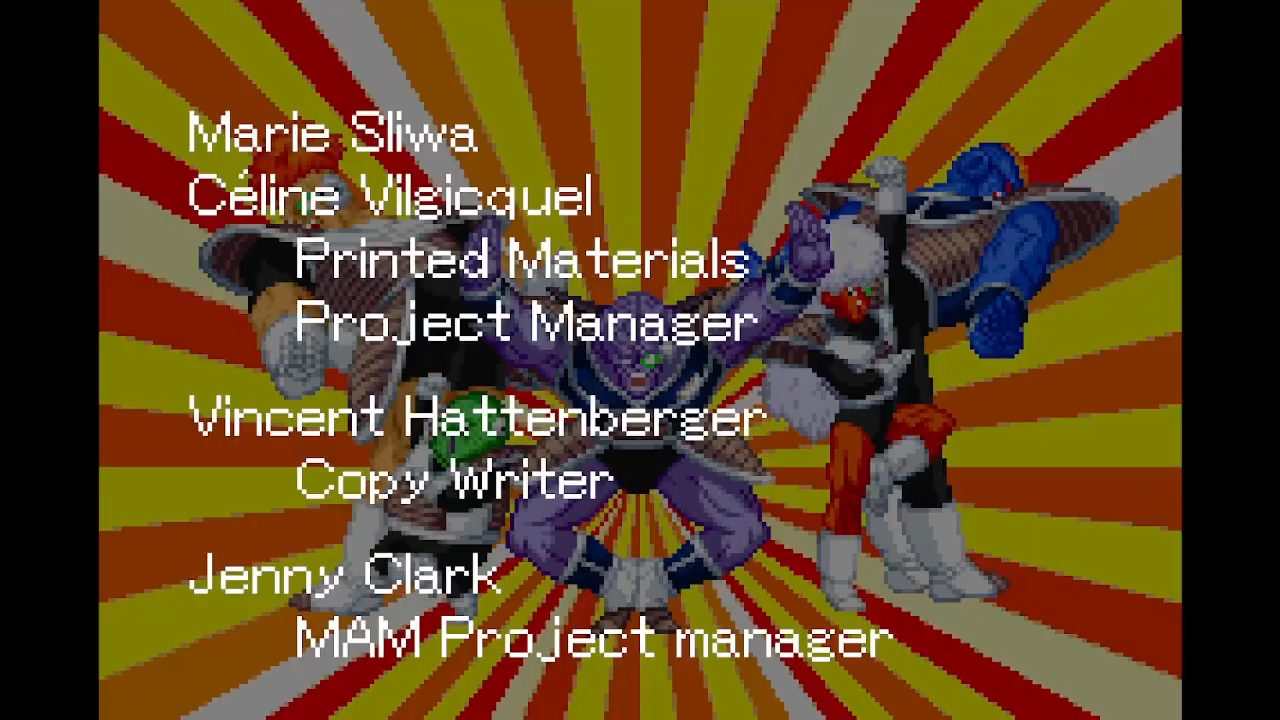 Marie Sliwa
Céline Vilgicquel
Printed Materials
Project Manager
Vincent Hattenberger
Copy Writer
Jenny Clark
MAM Project manager